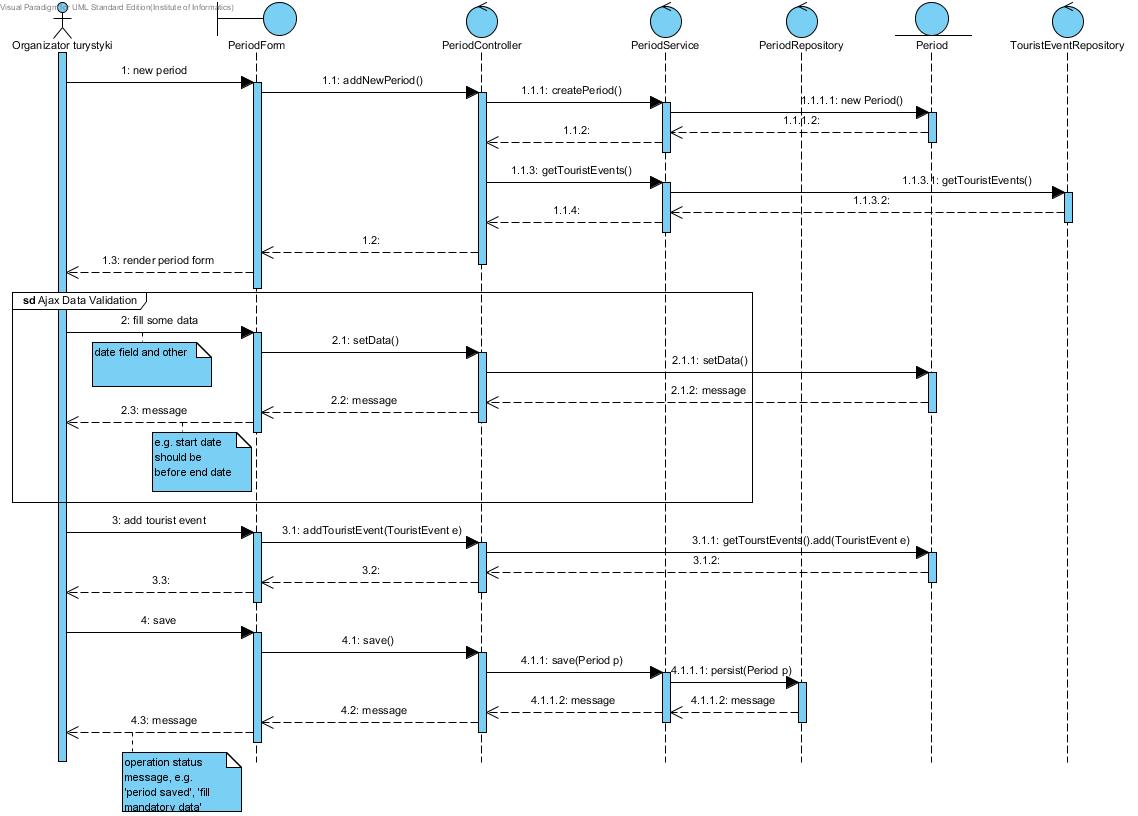 Visual Paradigm for UML Standard Edition(Institute of Informatics)
Organizator turystyki
PeriodForm
PeriodController
PeriodService
PeriodRepository
Period
TouristEventRepository
1: new period
1.1: addNewPeriod()
1.1.1: createPeriod()
1.1.1.1: new Period()
1.1.1.2:
1.1.2:
1.1.3: getTouristEvents()
1.1.3.1: getTouristEvents()
1.1.3.2:
1.1.4:
1.2:
1.3: render period form
sd Ajax Data Validation
2: fill some data
date field and other
2.1: setData()
2.1.1: setData()
2.1.2: message
2.2: message
2.3: message
e.g. start date
should be
before end date
3: add tourist event
3.1: addTouristEvent(TouristEvent e)
3.1.1: getTourstEvents().add(TouristEvent e)
3.1.2:
3.2:
3.3:
4: save
4.1: save()
4.1.1: save(Period p)
4.1.1.1: persist(Period p)
4.1.1.2: message
4.1.1.2: message
4.2: message
4.3: message
operation status
message, e.g.
'period saved', 'fill
mandatory data'